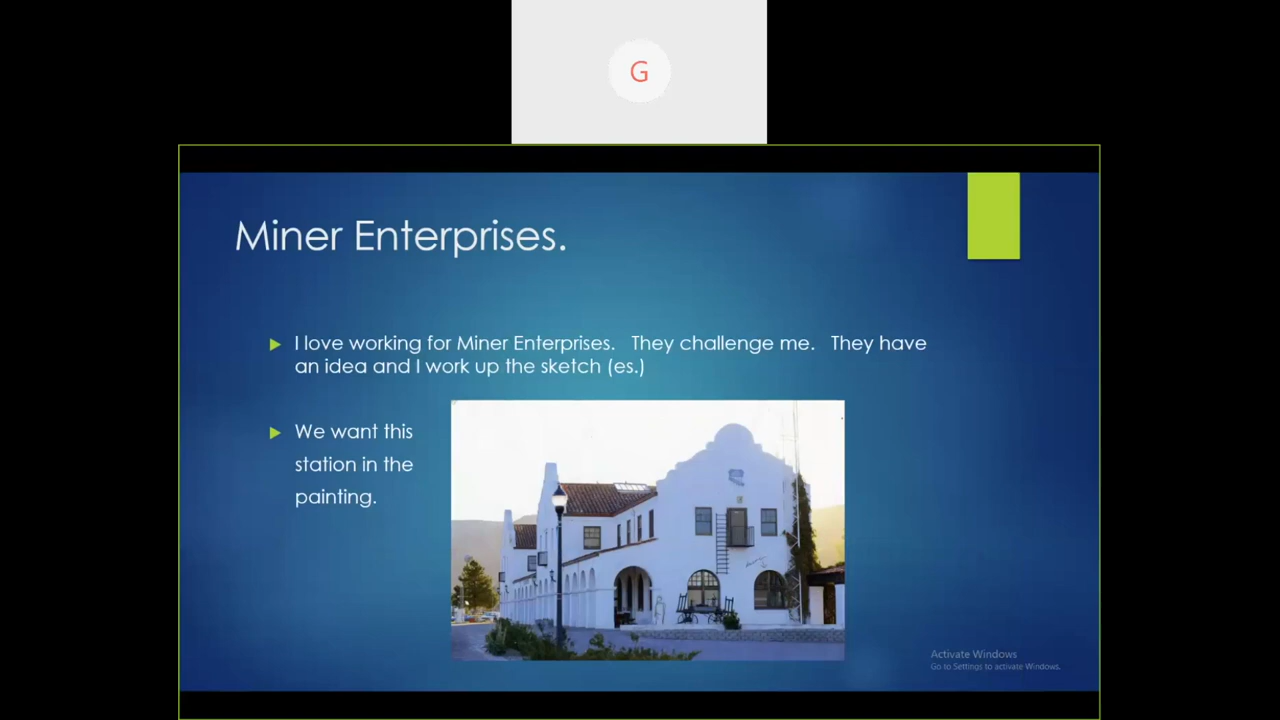 G
Miner Enterprises.
I love working for Miner Enterprises.   They challenge me.   They have
an idea and I work up the sketch (es.)
We want this
station in the
painting.
Activate Windows
Go to Settings to activate Windows.